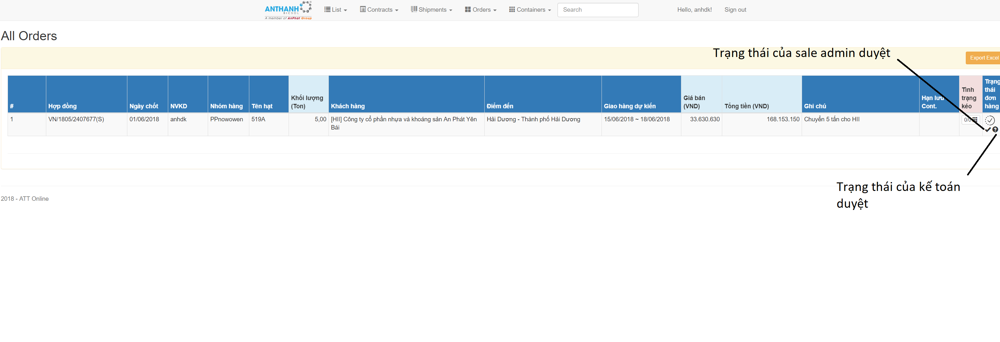 ANTHANH
BICSOL
A member of AnPhat Group
List
Contracts
Shipments
Orders
Containers
Search
Hello, anhdk!
Sign out
All Orders
Trạng thái của sale admin duyệt
Export Excel
#
Hợp đồng
Ngày chốt
NVKD
Nhóm hàng
Tên hạt
Khối lượng
(Ton)
Khách hàng
Điểm đến
Giao hàng dự kiến
Giá bán
(VND)
Tổng tiền (VND)
Ghi chú
Hạn lưu
Cont.
Tình
trạng
kéo
Trạng
thái
đơn
hàng
1
VN/1805/2407677(S)
01/06/2018
anhdk
PPnowowen
519A
5,00
[HII] Công ty cổ phần nhựa và khoáng sản An Phát Yên
Bái
Hải Dương - Thành phố Hải Dương
15/06/2018 ~ 18/06/2018
33.630.630
168.153.150
Chuyển 5 tấn cho HII
0/0
Trạng thái của kế toán
duyệt
2018 - ATT Online